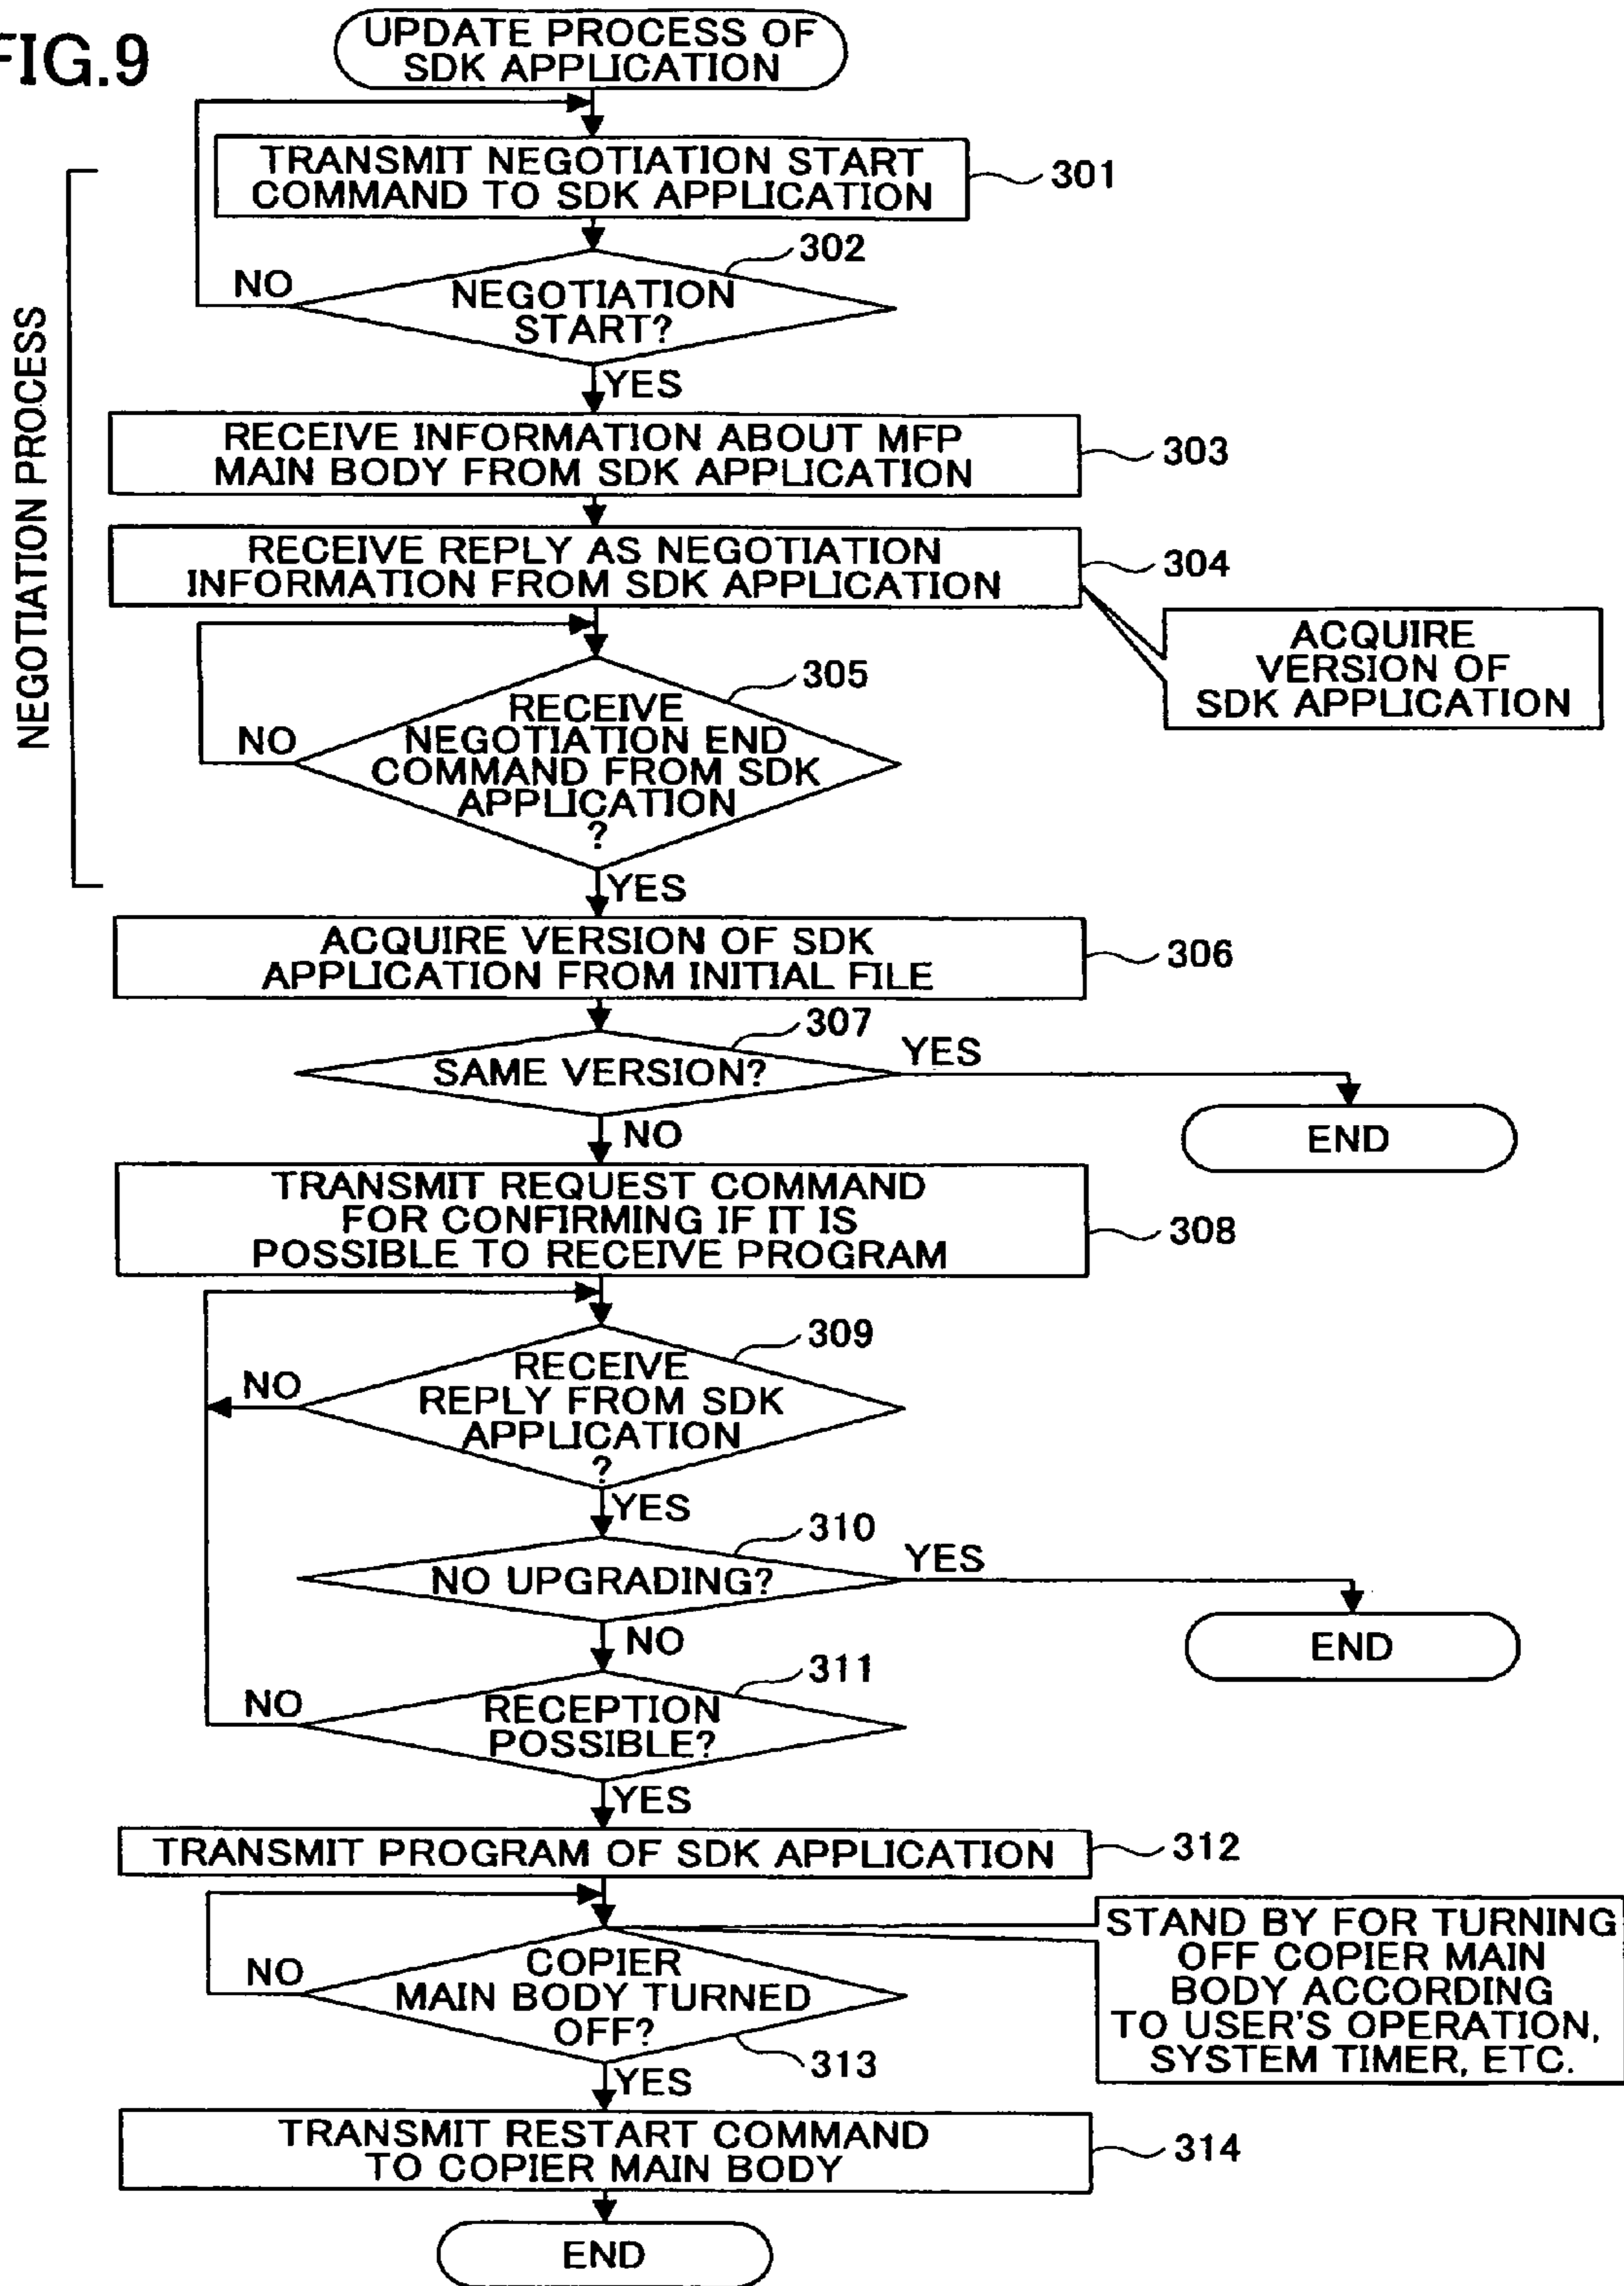 FIG.9
UPDATE PROCESS OF
SDK APPLICATION
NEGOTIATION PROCESS
TRANSMIT NEGOTIATION START
COMMAND TO SDK APPLICATION
301
302
NEGOTIATION
START?
NO
YES
RECEIVE INFORMATION ABOUT MFP
MAIN BODY FROM SDK APPLICATION
303
RECEIVE REPLY AS NEGOTIATION
INFORMATION FROM SDK APPLICATION
304
ACQUIRE
VERSION OF
SDK APPLICATION
305
RECEIVE
NEGOTIATION END
COMMAND FROM SDK
APPLICATION
?
NO
YES
ACQUIRE VERSION OF SDK
APPLICATION FROM INITIAL FILE
306
307
SAME VERSION?
YES
END
NO
TRANSMIT REQUEST COMMAND
FOR CONFIRMING IF IT IS
POSSIBLE TO RECEIVE PROGRAM
308
309
RECEIVE
REPLY FROM SDK
APPLICATION
?
NO
YES
310
NO UPGRADING?
YES
END
NO
311
RECEPTION
POSSIBLE?
NO
YES
TRANSMIT PROGRAM OF SDK APPLICATION
312
COPIER
MAIN BODY TURNED
OFF?
NO
313
STAND BY FOR TURNING
OFF COPIER MAIN
BODY ACCORDING
TO USER'S OPERATION,
SYSTEM TIMER, ETC.
YES
TRANSMIT RESTART COMMAND
TO COPIER MAIN BODY
314
END